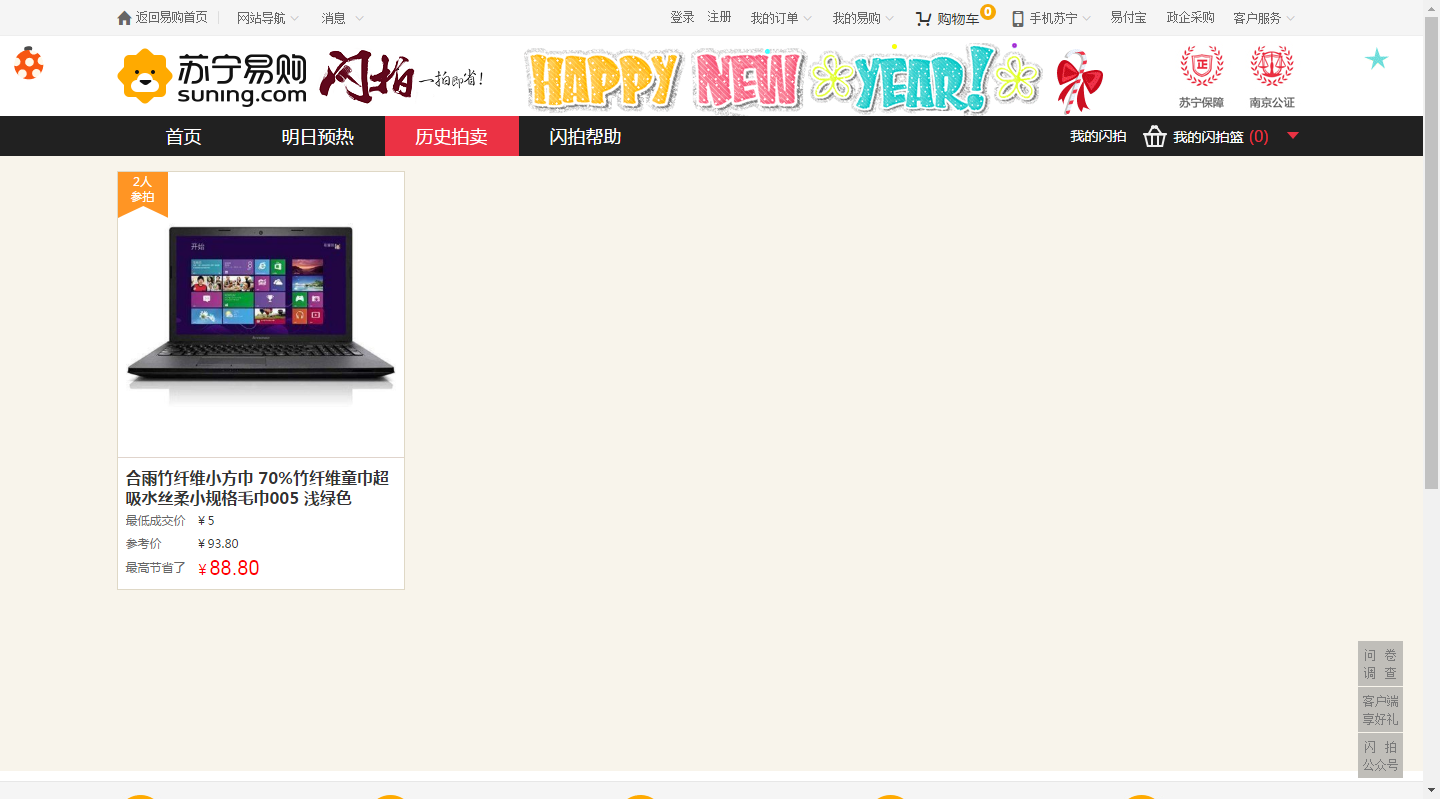 返回易购首页 网站导航 消息 登录 注册 我的订单 我的易购 购物车 0 手机苏宁 易付宝 政企采购 客户服务
苏宁易购
suning.com
闪拍 一拍即省!
HAPPY NEW YEAR!
苏宁保障 南京公证
首页 明日预热 历史拍卖 闪拍帮助 我的闪拍 我的闪拍篮 (0)
2人
参拍
开始
合雨竹纤维小方巾 70%竹纤维童巾超
吸水丝柔小规格毛巾005 浅绿色
最低成交价 ¥ 5
参考价 ¥ 93.80
最高节省了 ¥ 88.80
问 卷
调 查
客户端
享好礼
闪 拍
公众号